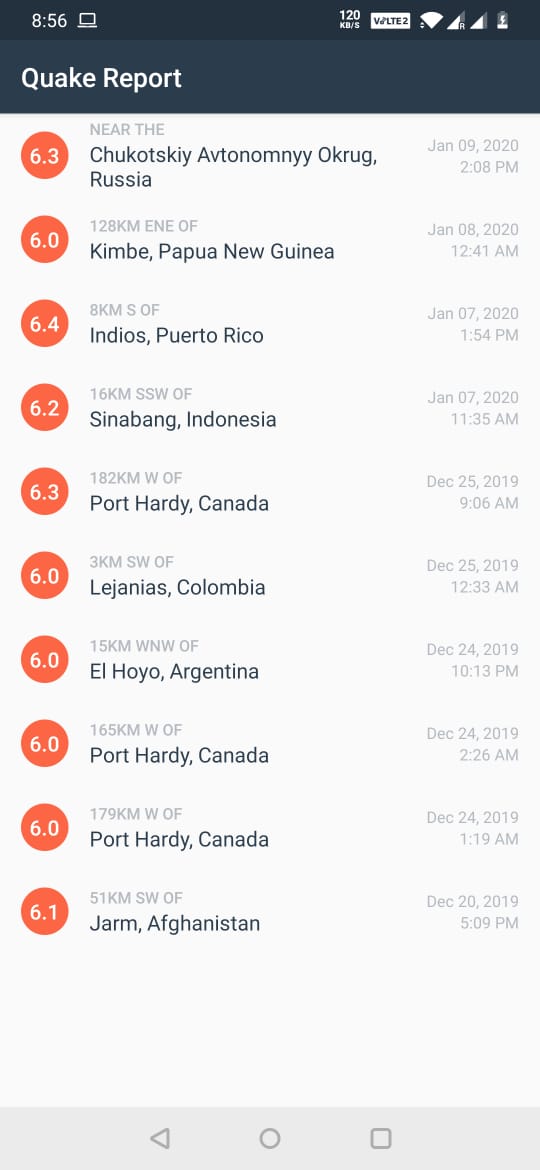 8:56
120
KB/S
VoLTE2
R
Quake Report
6.3
NEAR THE
Chukotskiy Avtonomnyy Okrug,
Russia
Jan 09, 2020
2:08 PM
6.0
128KM ENE OF
Kimbe, Papua New Guinea
Jan 08, 2020
12:41 AM
6.4
8KM S OF
Indios, Puerto Rico
Jan 07, 2020
1:54 PM
6.2
16KM SSW OF
Sinabang, Indonesia
Jan 07, 2020
11:35 AM
6.3
182KM W OF
Port Hardy, Canada
Dec 25, 2019
9:06 AM
6.0
3KM SW OF
Lejanias, Colombia
Dec 25, 2019
12:33 AM
6.0
15KM WNW OF
El Hoyo, Argentina
Dec 24, 2019
10:13 PM
6.0
165KM W OF
Port Hardy, Canada
Dec 24, 2019
2:26 AM
6.0
179KM W OF
Port Hardy, Canada
Dec 24, 2019
1:19 AM
6.1
51KM SW OF
Jarm, Afghanistan
Dec 20, 2019
5:09 PM